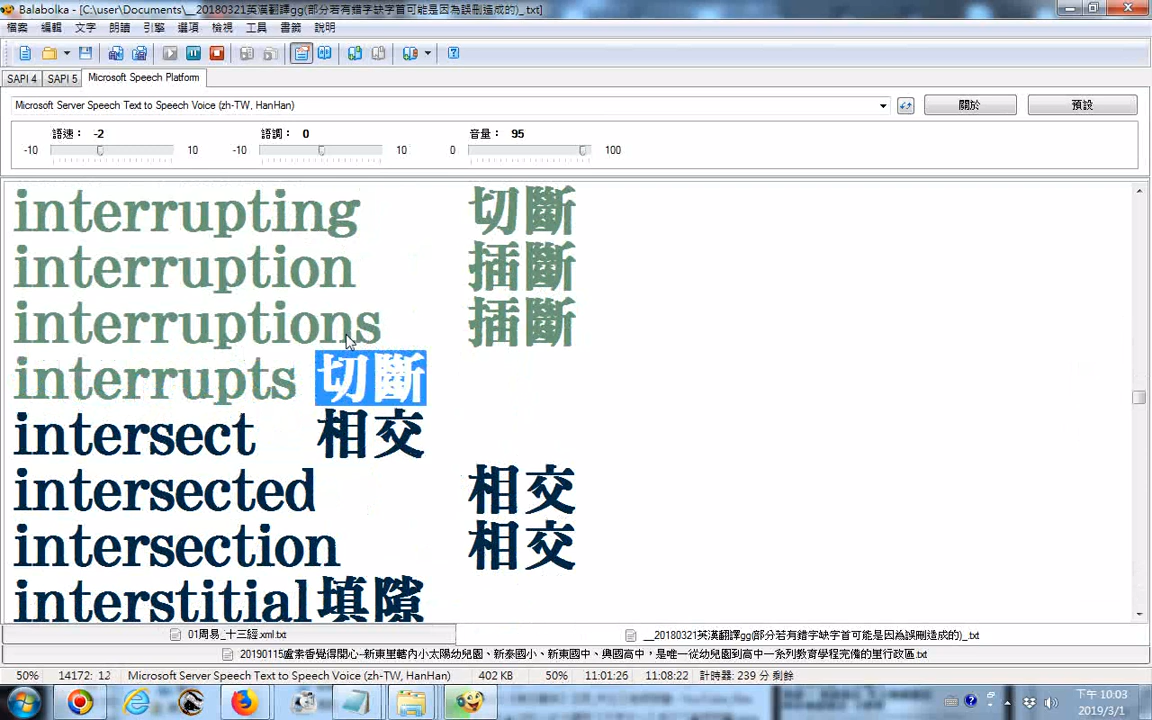 Balabolka - [C:\user\Documents\__20180321英漢翻譯gg(部分若有錯字缺字首可能是因為誤刪造成的)_.txt]
檔案 編輯 文字 朗讀 引擎 選項 檢視 工具 書籤 說明
SAPI 4 SAPI 5 Microsoft Speech Platform
Microsoft Server Speech Text to Speech Voice (zh-TW, HanHan) 關於 預設
語速： -2 語調： 0 音量： 95
-10 10 -10 10 0 100
interrupting 切斷
interruption 插斷
interruptions 插斷
interrupts 切斷
intersect 相交
intersected 相交
intersection 相交
interstitial 填隙
01周易_十三經.xml.txt __20180321英漢翻譯gg(部分若有錯字缺字首可能是因為誤刪造成的)_.txt
20190115盧素香覺得開心--新東里轄內小太陽幼兒園、新泰國小、新東國中、興國高中，是唯一從幼兒園到高中一系列教育學程完備的里行政區.txt
50% 14172: 12 Microsoft Server Speech Text to Speech Voice (zh-TW, HanHan) 402 KB 50% 11:01:26 11:08:22 計時器: 239 分 剩餘
下午 10:03
2019/3/1